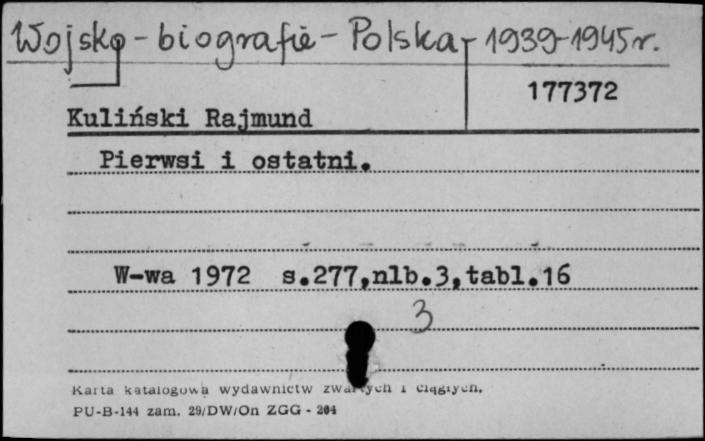 Wojsko - biografie - Polska - 1939-1945 r.
177372
Kuliński Rajmund
Pierwsi i ostatni.
W-wa 1972 s.277,nlb.3,tabl.16
3
Karta katalogowa wydawnictw zwartych i ciągłych.
PU-B-144 zam. 29/DW/On ZGG - 204